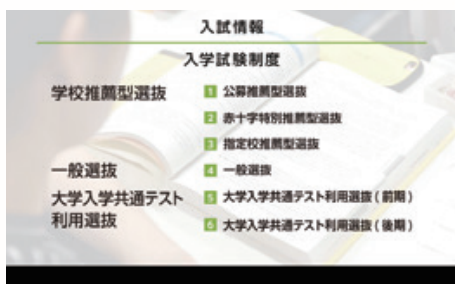 入試情報
入学試験制度
学校推薦型選抜
1 公募推薦型選抜
2 赤十字特別推薦型選抜
3 指定校推薦型選抜
一般選抜
4 一般選抜
大学入学共通テスト
利用選抜
5 大学入学共通テスト利用選抜(前期)
6 大学入学共通テスト利用選抜(後期)